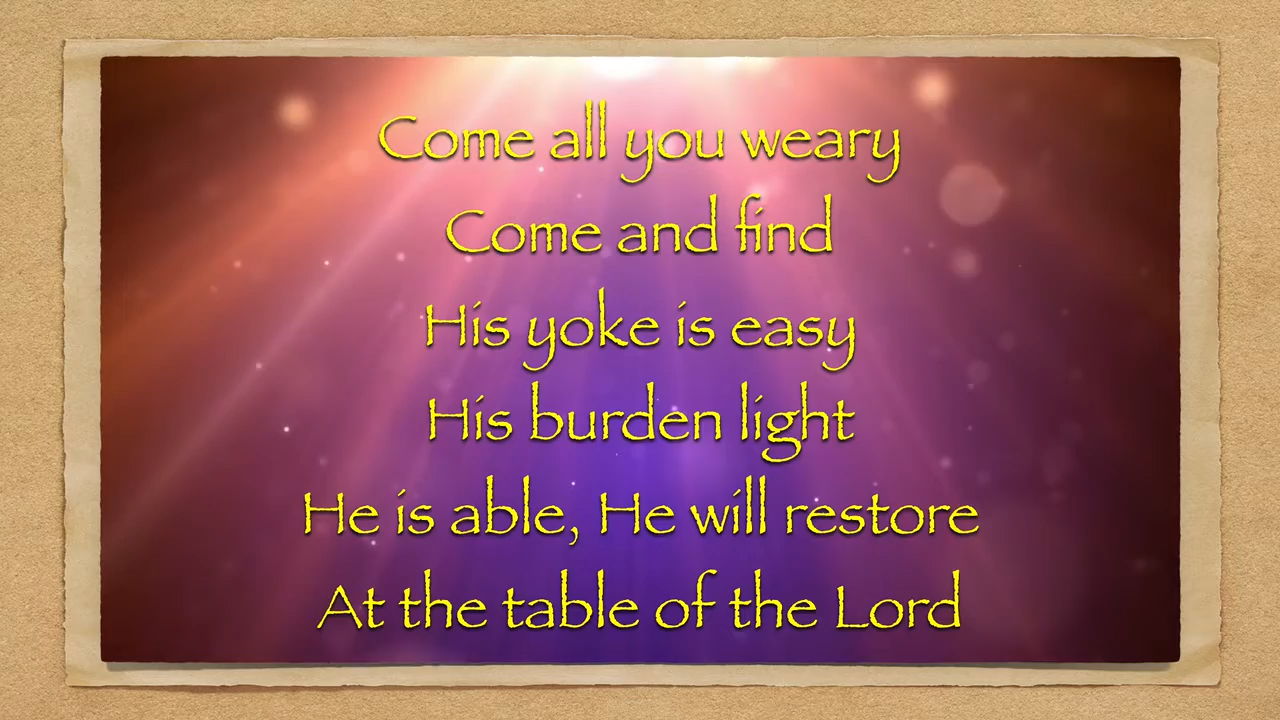 Come all you weary
Come and find
His yoke is easy
His burden light
He is able, He will restore
At the table of the Lord